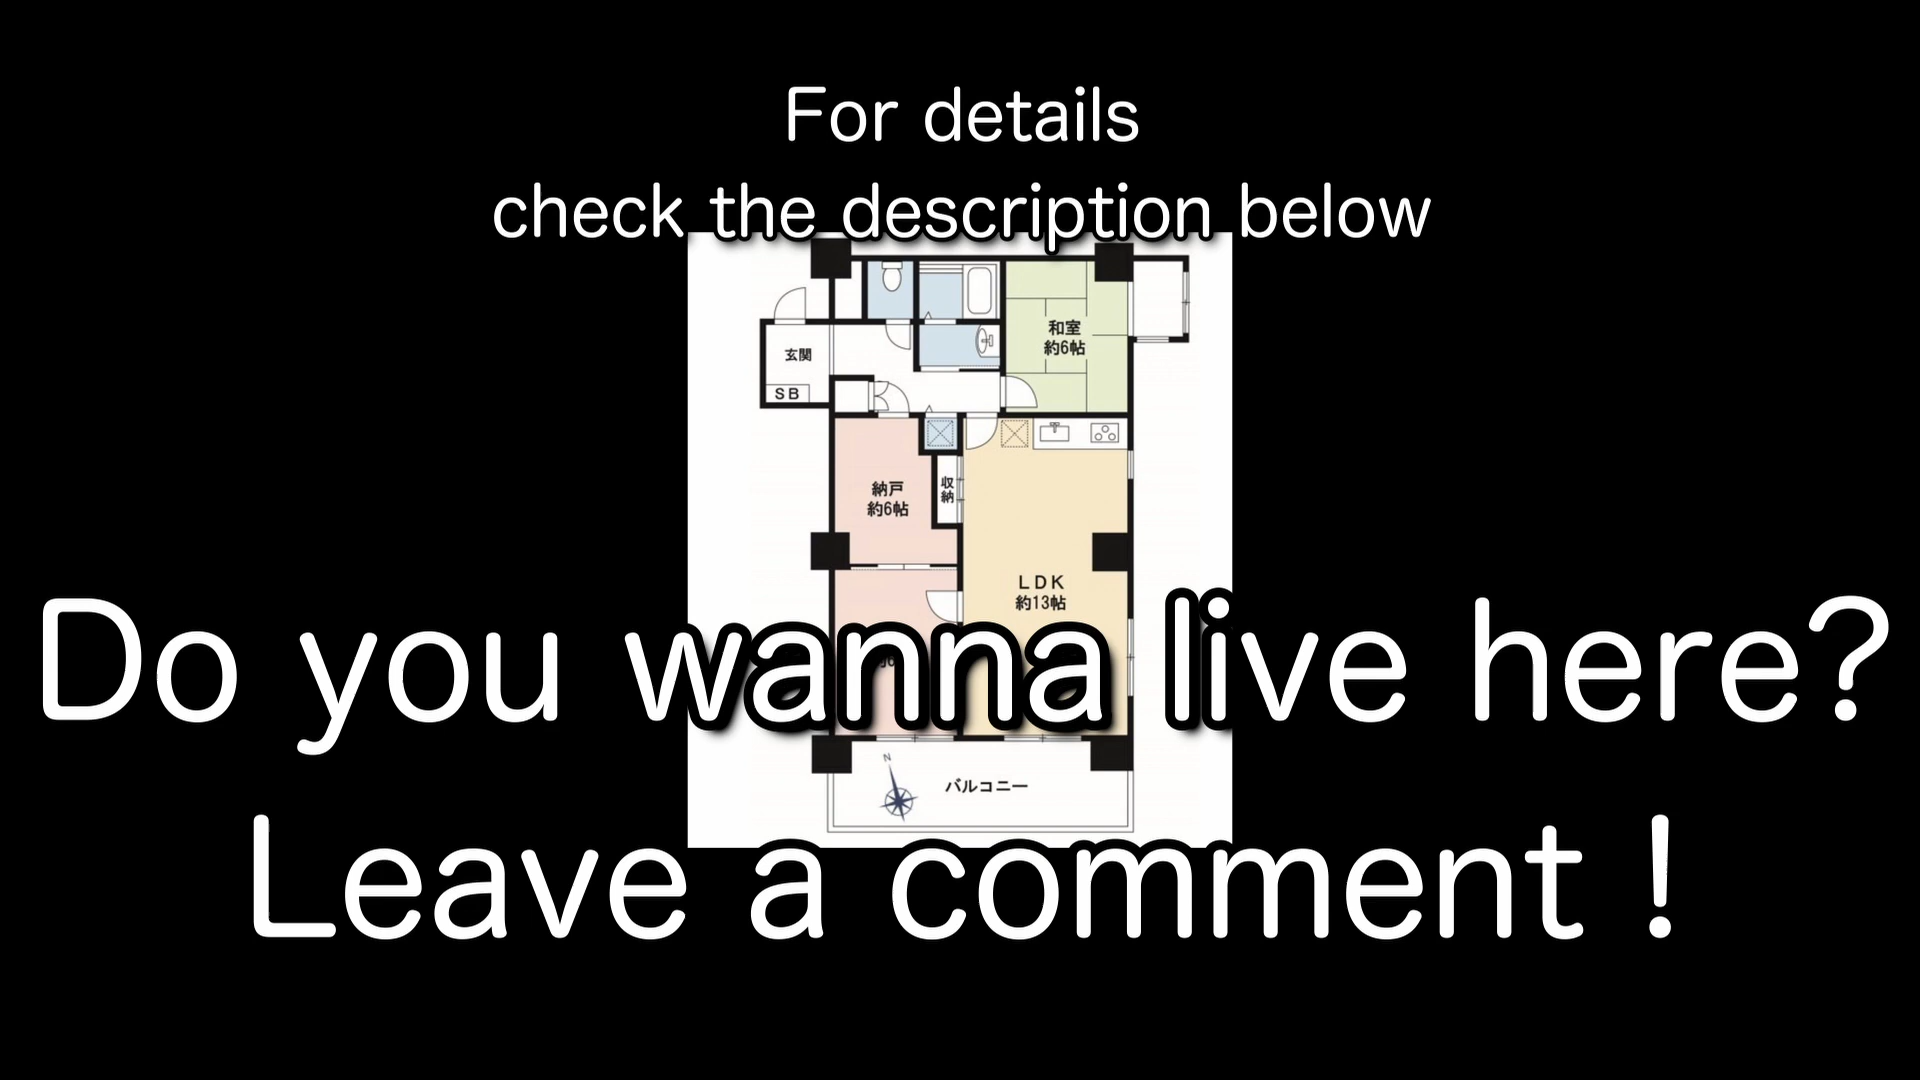 For details
check the description below
和室
約6帖
玄関
SB
納戸
約6帖
収納
LDK
約13帖
Do you wanna live here?
N
バルコニー
Leave a comment !